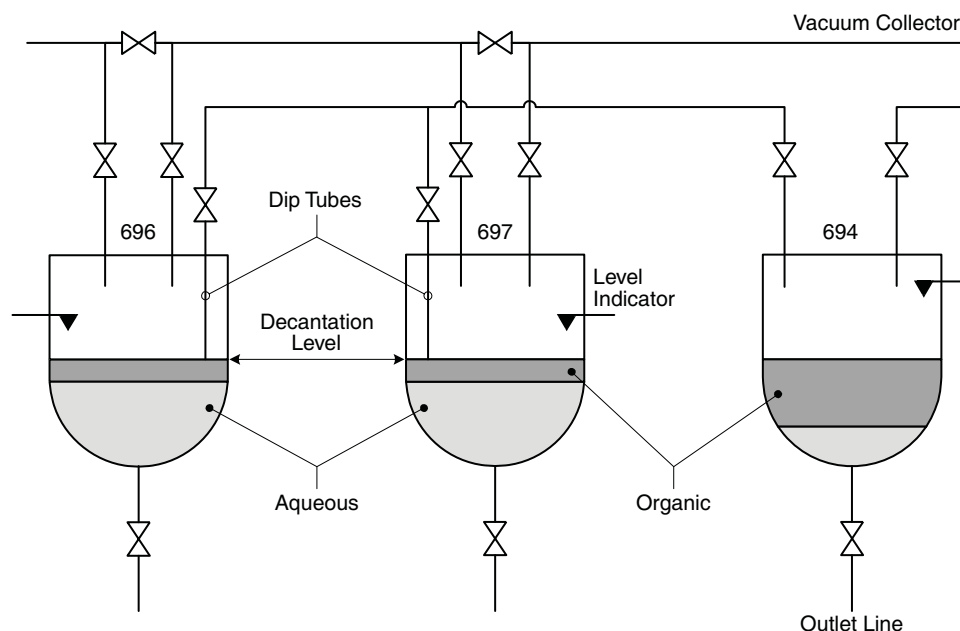 Vacuum Collector
Dip Tubes
696
697
694
Level
Indicator
Decantation
Level
Aqueous
Organic
Outlet Line